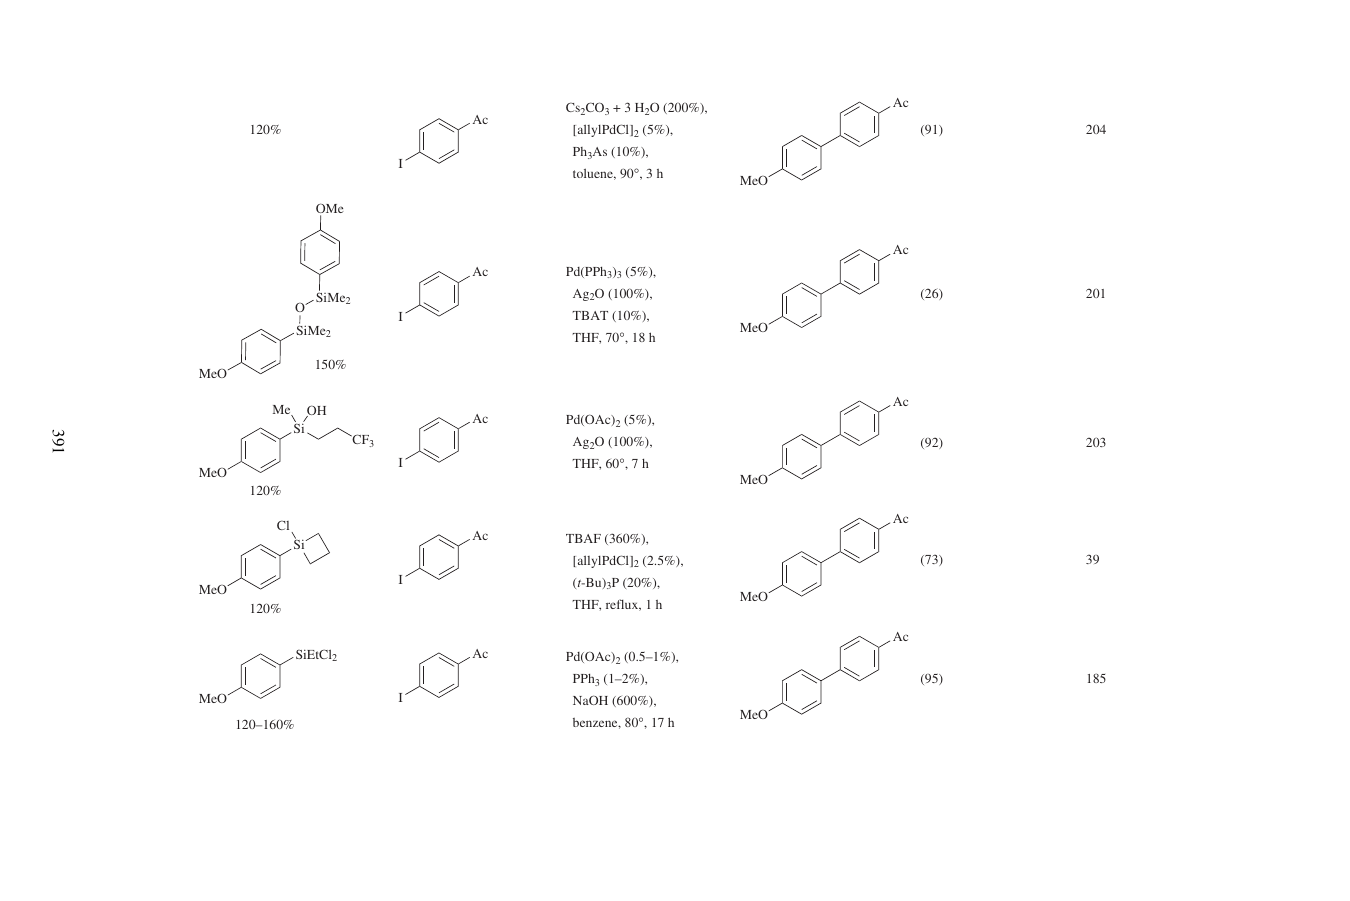 120%
I
Ac
Cs2CO3 + 3 H2O (200%),
[allylPdCl]2 (5%),
Ph3As (10%),
toluene, 90°, 3 h
MeO
Ac
(91)
204
OMe
SiMe2
O
SiMe2
MeO
150%
I
Ac
Pd(PPh3)3 (5%),
Ag2O (100%),
TBAT (10%),
THF, 70°, 18 h
MeO
Ac
(26)
201
Me OH
Si
CF3
MeO
120%
I
Ac
Pd(OAc)2 (5%),
Ag2O (100%),
THF, 60°, 7 h
MeO
Ac
(92)
203
391
Cl
Si
MeO
120%
I
Ac
TBAF (360%),
[allylPdCl]2 (2.5%),
(t-Bu)3P (20%),
THF, reflux, 1 h
MeO
Ac
(73)
39
SiEtCl2
MeO
120–160%
I
Ac
Pd(OAc)2 (0.5–1%),
PPh3 (1–2%),
NaOH (600%),
benzene, 80°, 17 h
MeO
Ac
(95)
185